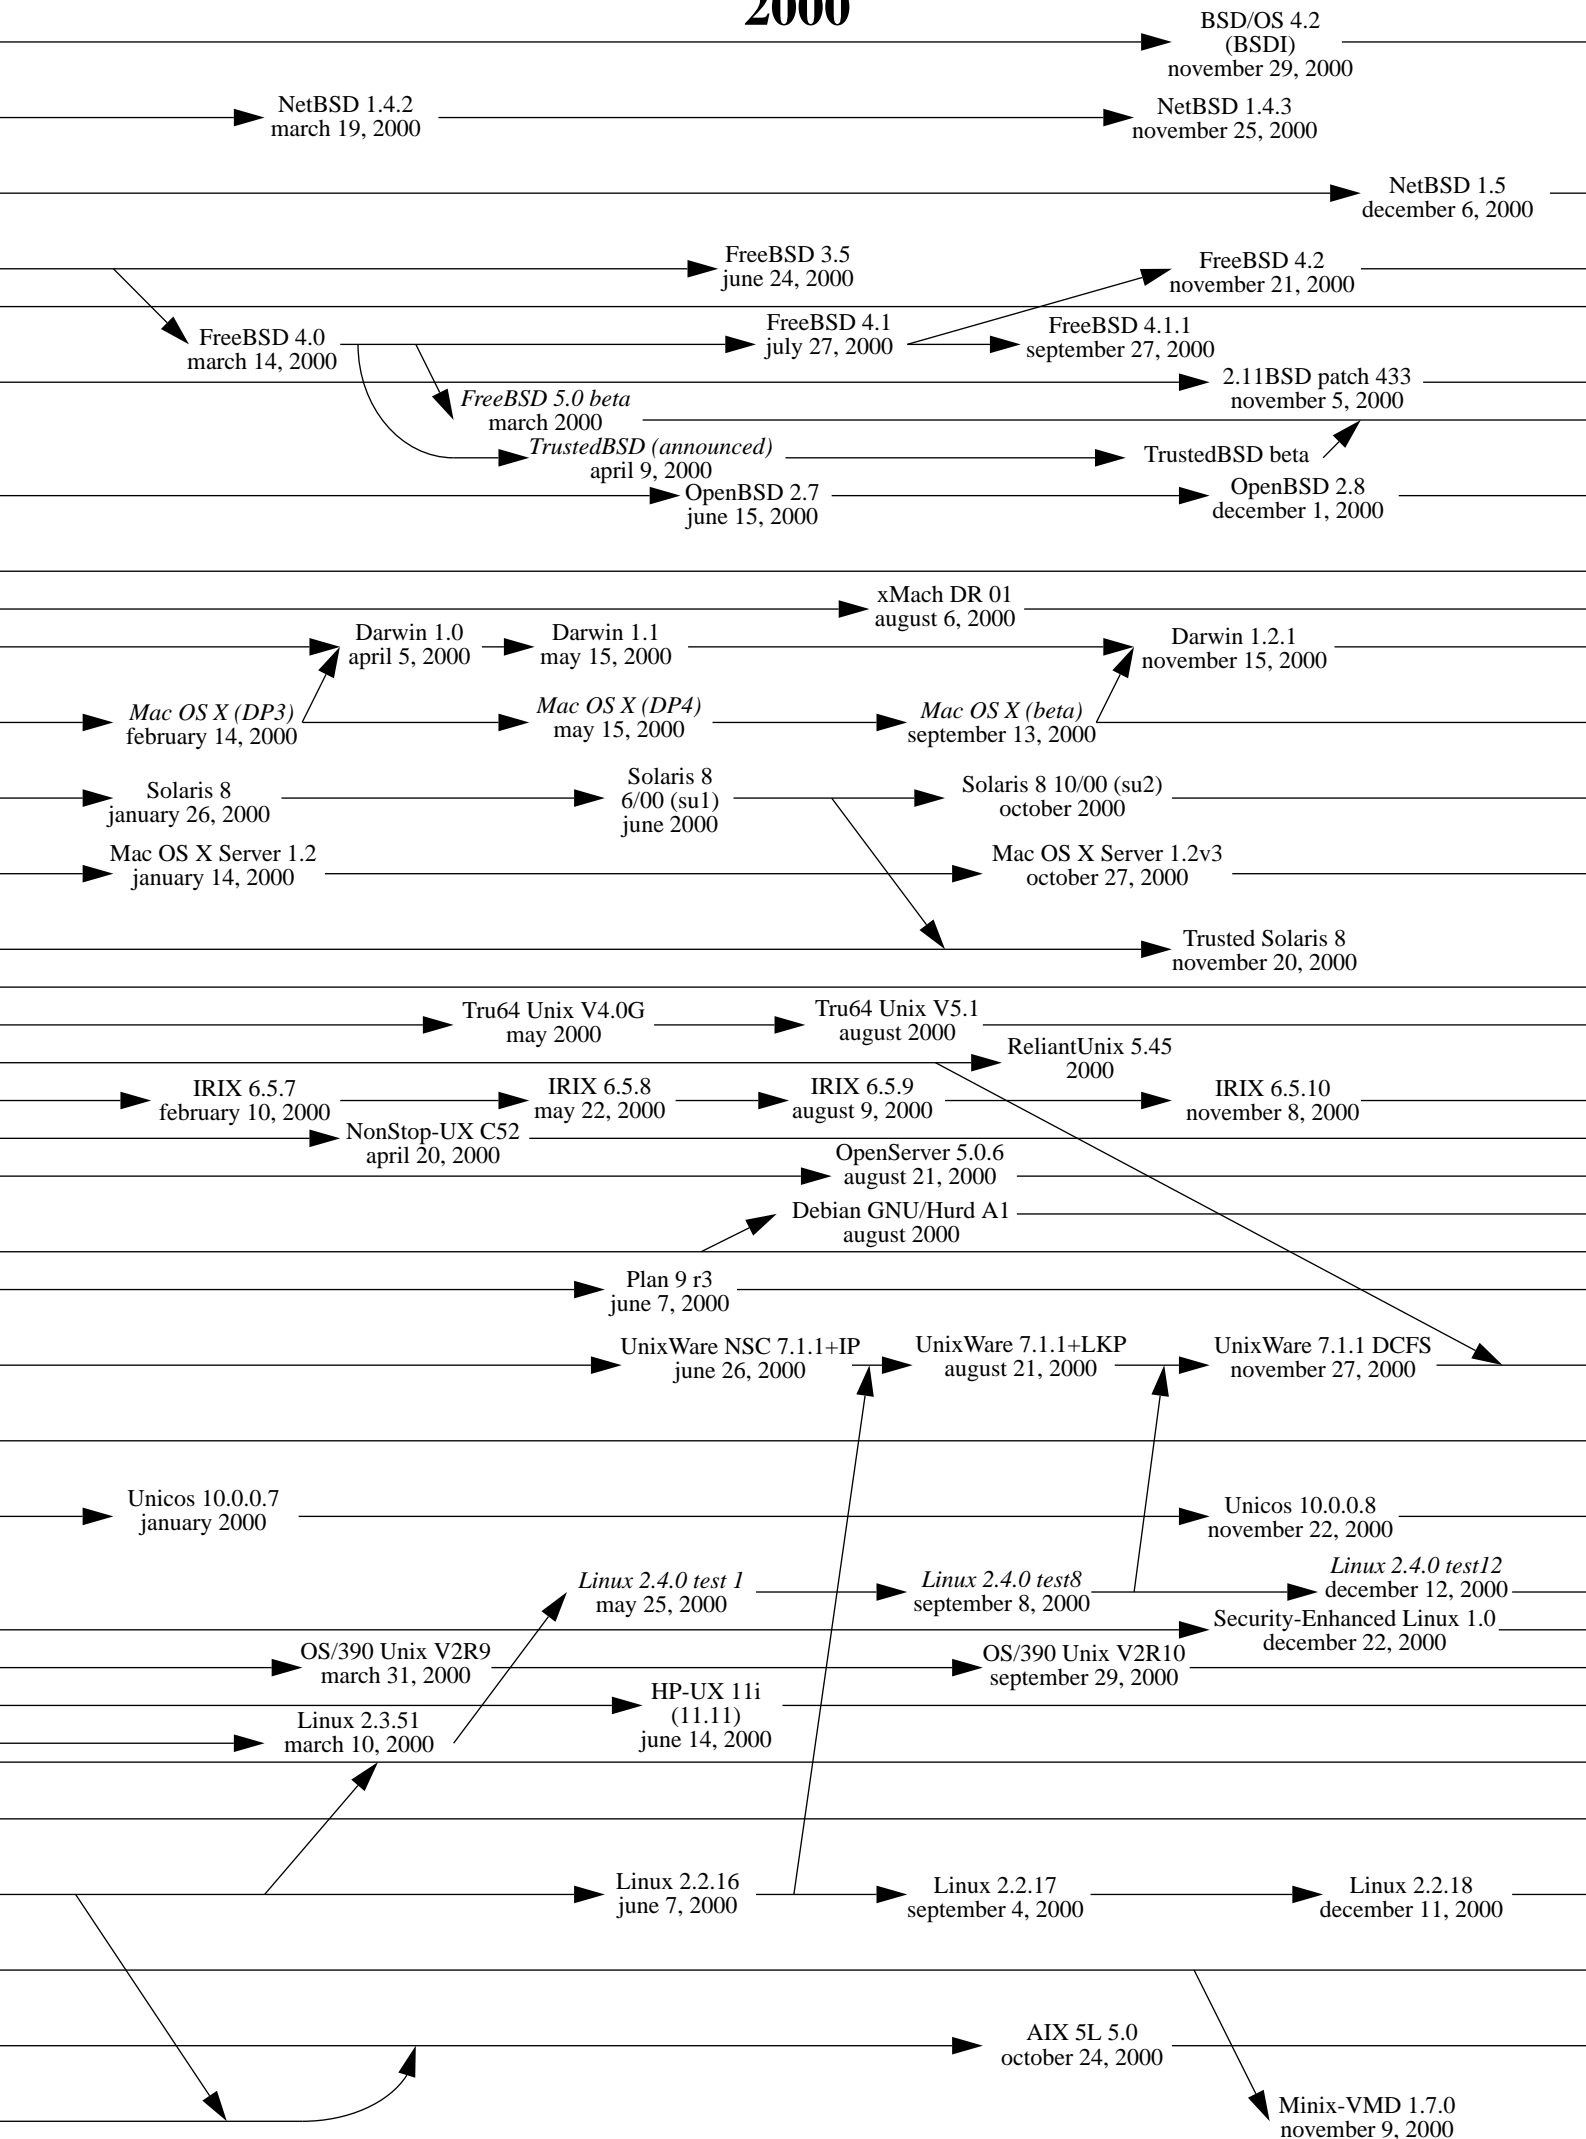 2000
BSD/OS 4.2
(BSDI)
november 29, 2000
NetBSD 1.4.2
march 19, 2000
NetBSD 1.4.3
november 25, 2000
NetBSD 1.5
december 6, 2000
FreeBSD 3.5
june 24, 2000
FreeBSD 4.2
november 21, 2000
FreeBSD 4.0
march 14, 2000
FreeBSD 4.1
july 27, 2000
FreeBSD 4.1.1
september 27, 2000
2.11BSD patch 433
november 5, 2000
FreeBSD 5.0 beta
march 2000
TrustedBSD (announced)
april 9, 2000
TrustedBSD beta
OpenBSD 2.7
june 15, 2000
OpenBSD 2.8
december 1, 2000
xMach DR 01
august 6, 2000
Darwin 1.0
april 5, 2000
Darwin 1.1
may 15, 2000
Darwin 1.2.1
november 15, 2000
Mac OS X (DP3)
february 14, 2000
Mac OS X (DP4)
may 15, 2000
Mac OS X (beta)
september 13, 2000
Solaris 8
january 26, 2000
Solaris 8
6/00 (su1)
june 2000
Solaris 8 10/00 (su2)
october 2000
Mac OS X Server 1.2
january 14, 2000
Mac OS X Server 1.2v3
october 27, 2000
Trusted Solaris 8
november 20, 2000
Tru64 Unix V4.0G
may 2000
Tru64 Unix V5.1
august 2000
ReliantUnix 5.45
2000
IRIX 6.5.7
february 10, 2000
IRIX 6.5.8
may 22, 2000
IRIX 6.5.9
august 9, 2000
IRIX 6.5.10
november 8, 2000
NonStop-UX C52
april 20, 2000
OpenServer 5.0.6
august 21, 2000
Debian GNU/Hurd A1
august 2000
Plan 9 r3
june 7, 2000
UnixWare NSC 7.1.1+IP
june 26, 2000
UnixWare 7.1.1+LKP
august 21, 2000
UnixWare 7.1.1 DCFS
november 27, 2000
Unicos 10.0.0.7
january 2000
Unicos 10.0.0.8
november 22, 2000
Linux 2.4.0 test 1
may 25, 2000
Linux 2.4.0 test8
september 8, 2000
Linux 2.4.0 test12
december 12, 2000
Security-Enhanced Linux 1.0
december 22, 2000
OS/390 Unix V2R9
march 31, 2000
OS/390 Unix V2R10
september 29, 2000
HP-UX 11i
(11.11)
june 14, 2000
Linux 2.3.51
march 10, 2000
Linux 2.2.16
june 7, 2000
Linux 2.2.17
september 4, 2000
Linux 2.2.18
december 11, 2000
AIX 5L 5.0
october 24, 2000
Minix-VMD 1.7.0
november 9, 2000